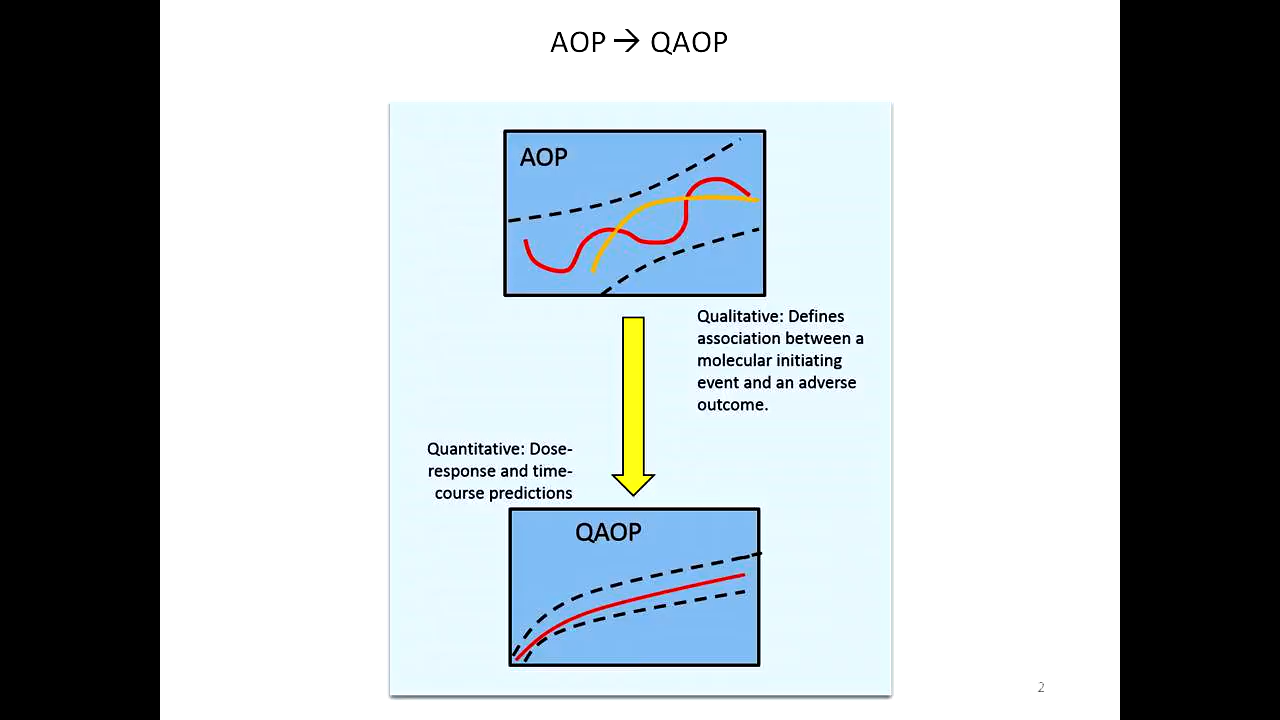 AOP → QAOP
AOP
Qualitative: Defines
association between a
molecular initiating
event and an adverse
outcome.
Quantitative: Dose-
response and time-
course predictions
QAOP
2